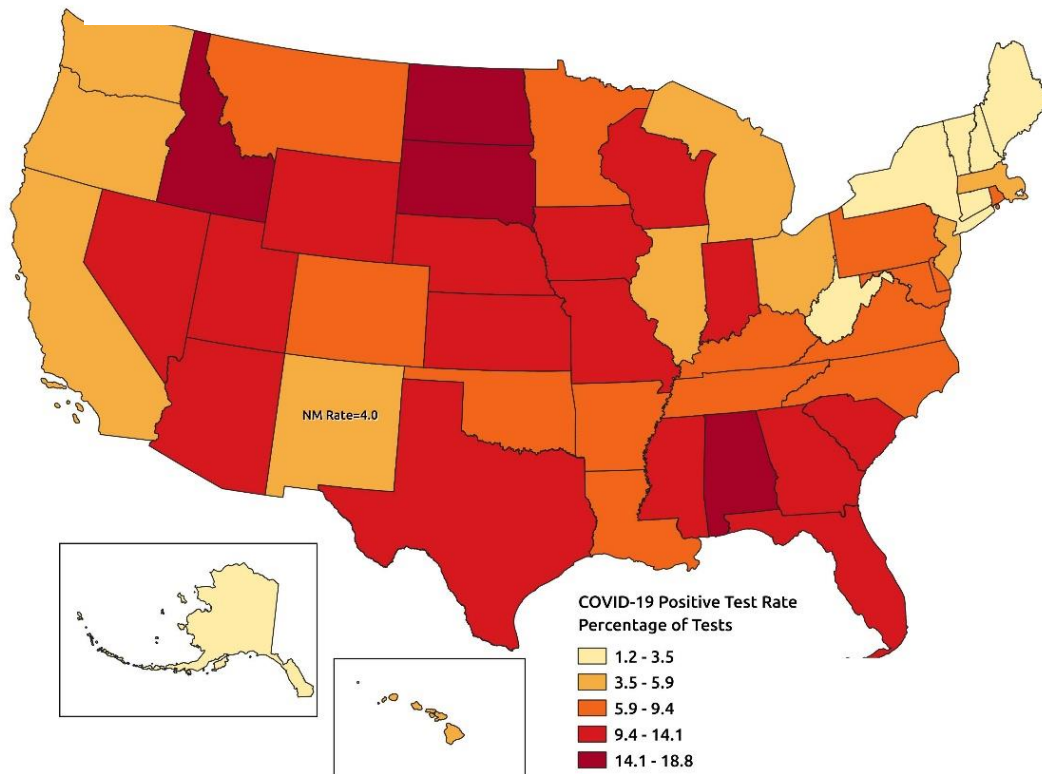 NM Rate=4.0
COVID-19 Positive Test Rate
Percentage of Tests
1.2 - 3.5
3.5 - 5.9
5.9 - 9.4
9.4 - 14.1
14.1 - 18.8